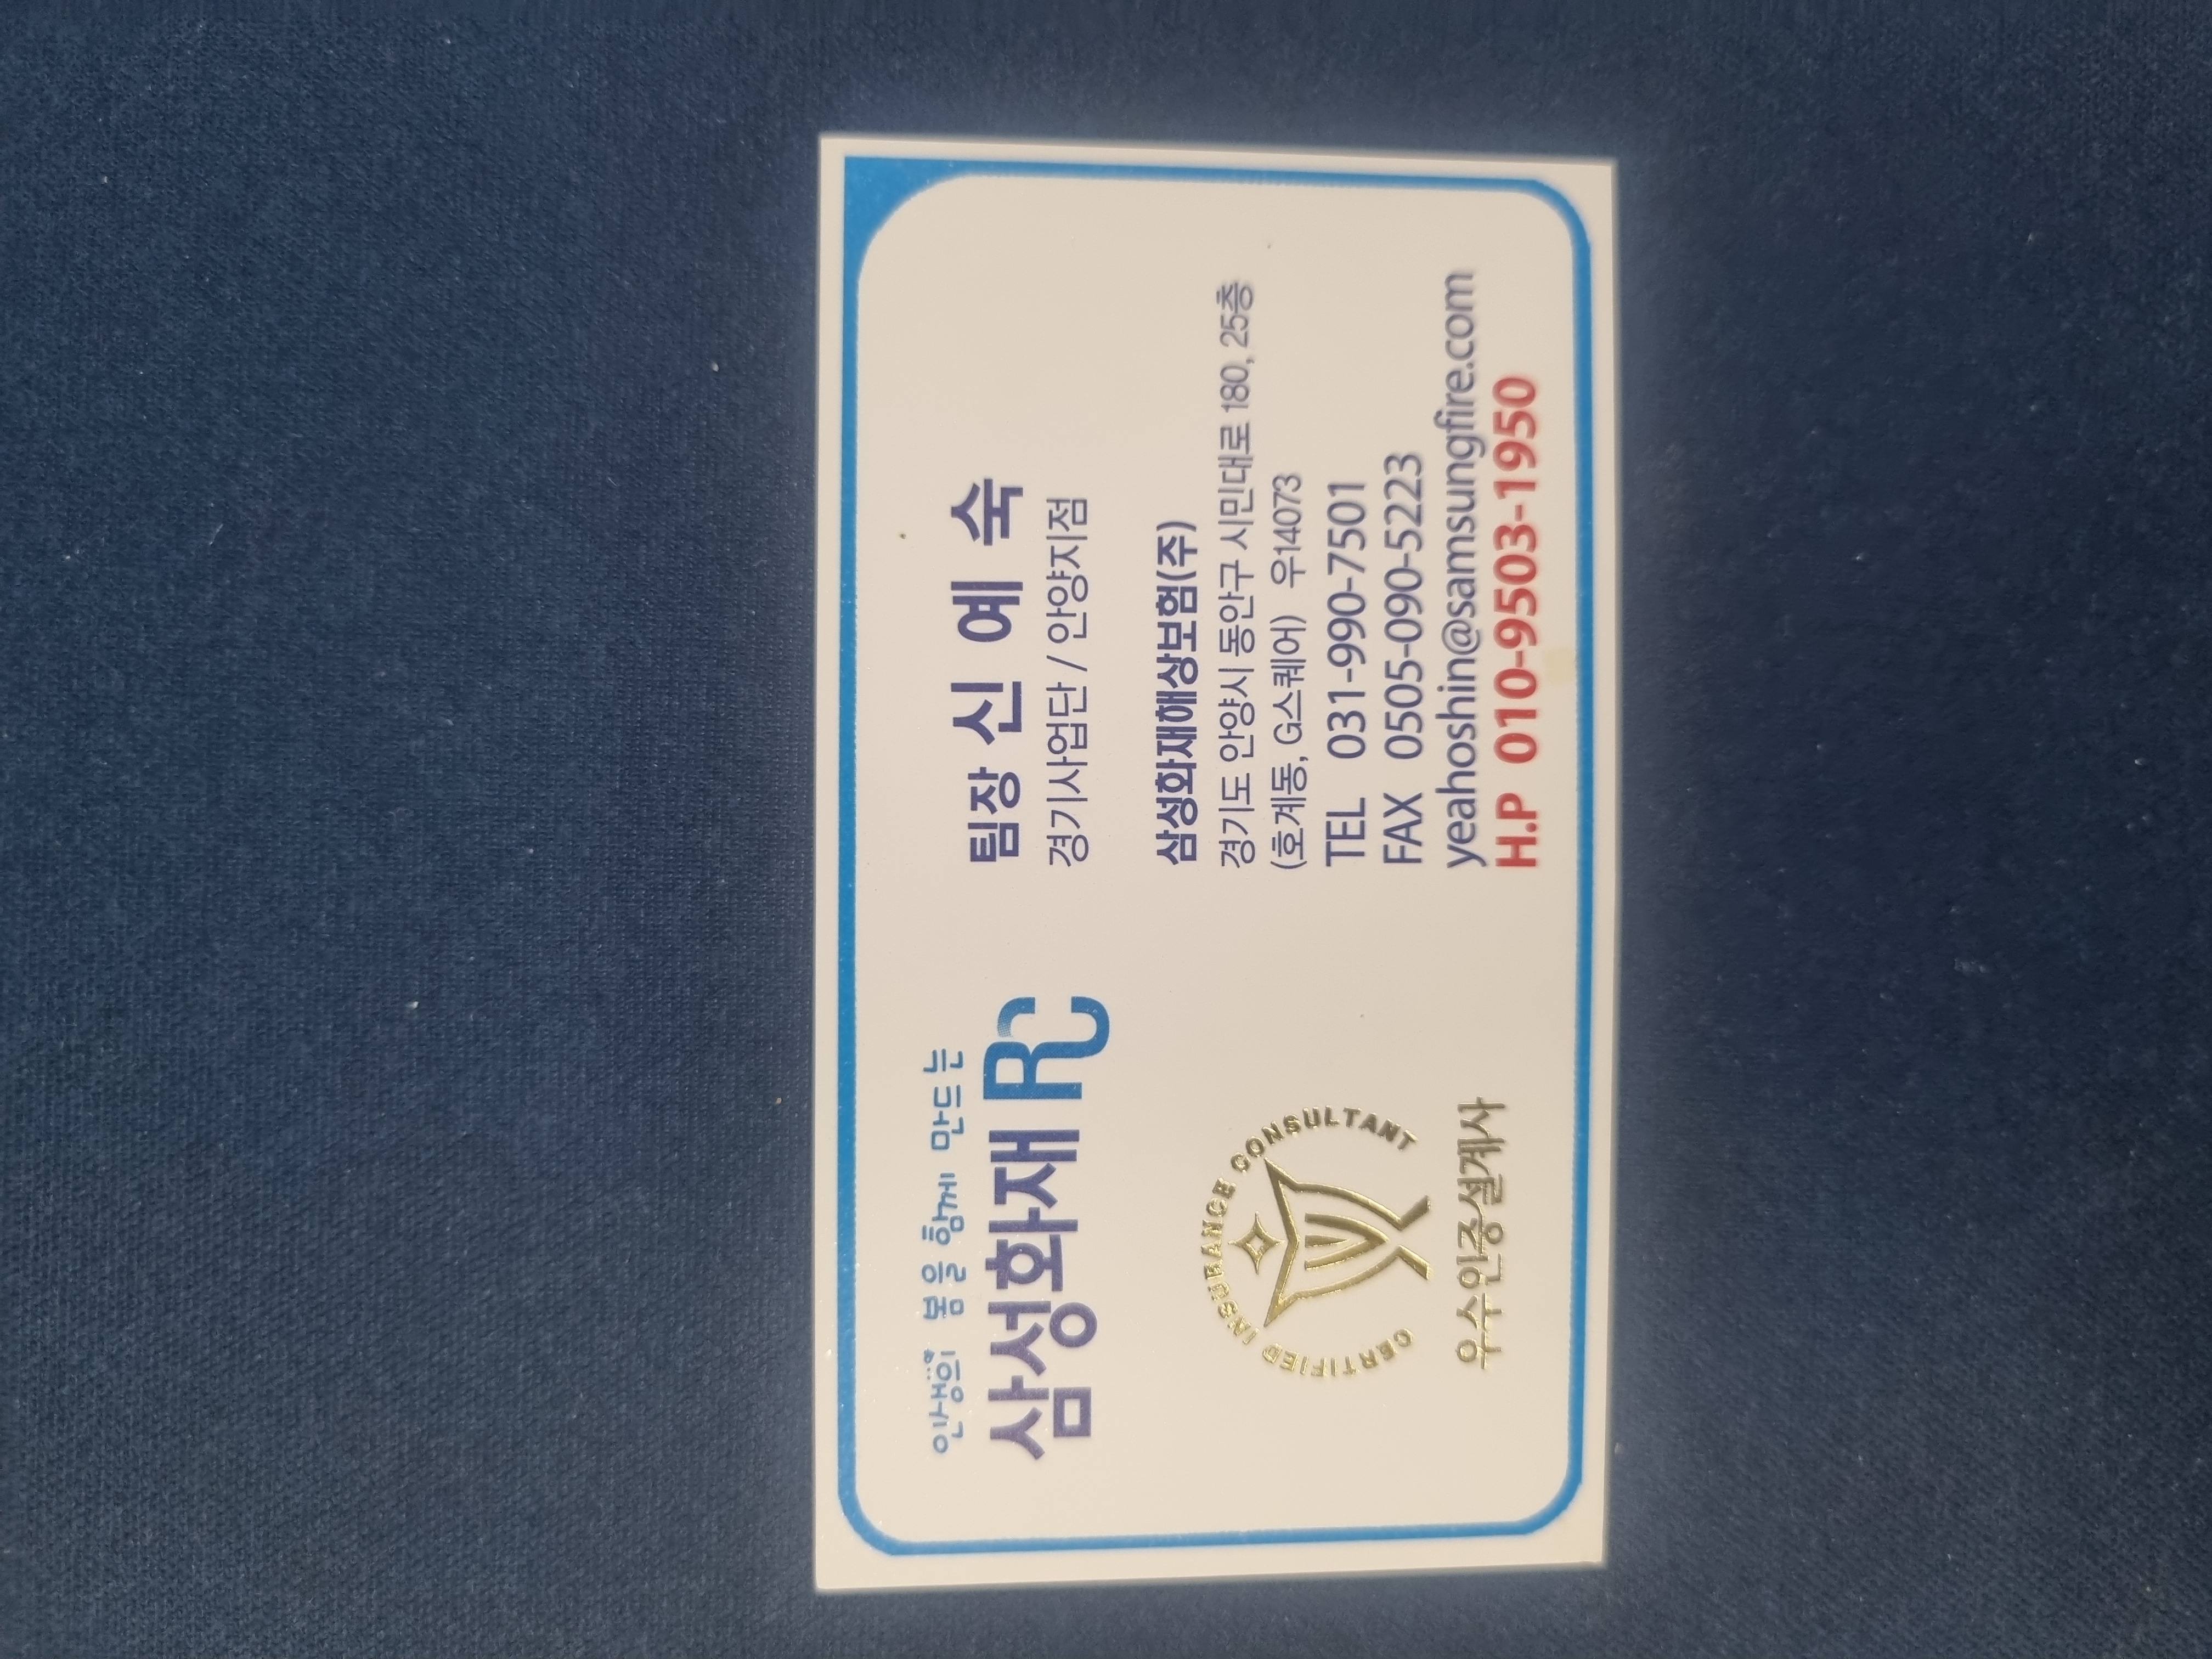 인생의 봄을 함께 만드는
삼성화재 RC
CERTIFIED INSURANCE CONSULTANT
우수인증설계사
팀장 신 예 숙
경기사업단 / 안양지점
삼성화재해상보험(주)
경기도 안양시 동안구 시민대로 180, 25층
(호계동, G스퀘어) 우14073
TEL 031-990-7501
FAX 0505-090-5223
yeahoshin@samsungfire.com
H.P 010-9503-1950